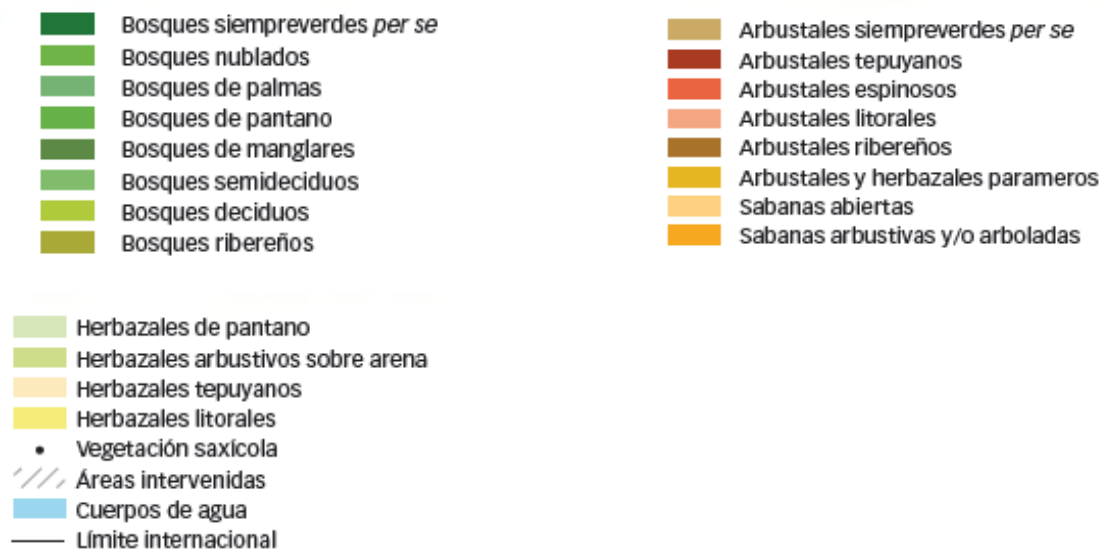 Bosques siempreverdes per se
Bosques nublados
Bosques de palmas
Bosques de pantano
Bosques de manglares
Bosques semideciduos
Bosques deciduos
Bosques ribereños
Arbustales siempreverdes per se
Arbustales tepuyanos
Arbustales espinosos
Arbustales litorales
Arbustales ribereños
Arbustales y herbazales parameros
Sabanas abiertas
Sabanas arbustivas y/o arboladas
Herbazales de pantano
Herbazales arbustivos sobre arena
Herbazales tepuyanos
Herbazales litorales
Vegetación saxícola
Áreas intervenidas
Cuerpos de agua
Límite internacional